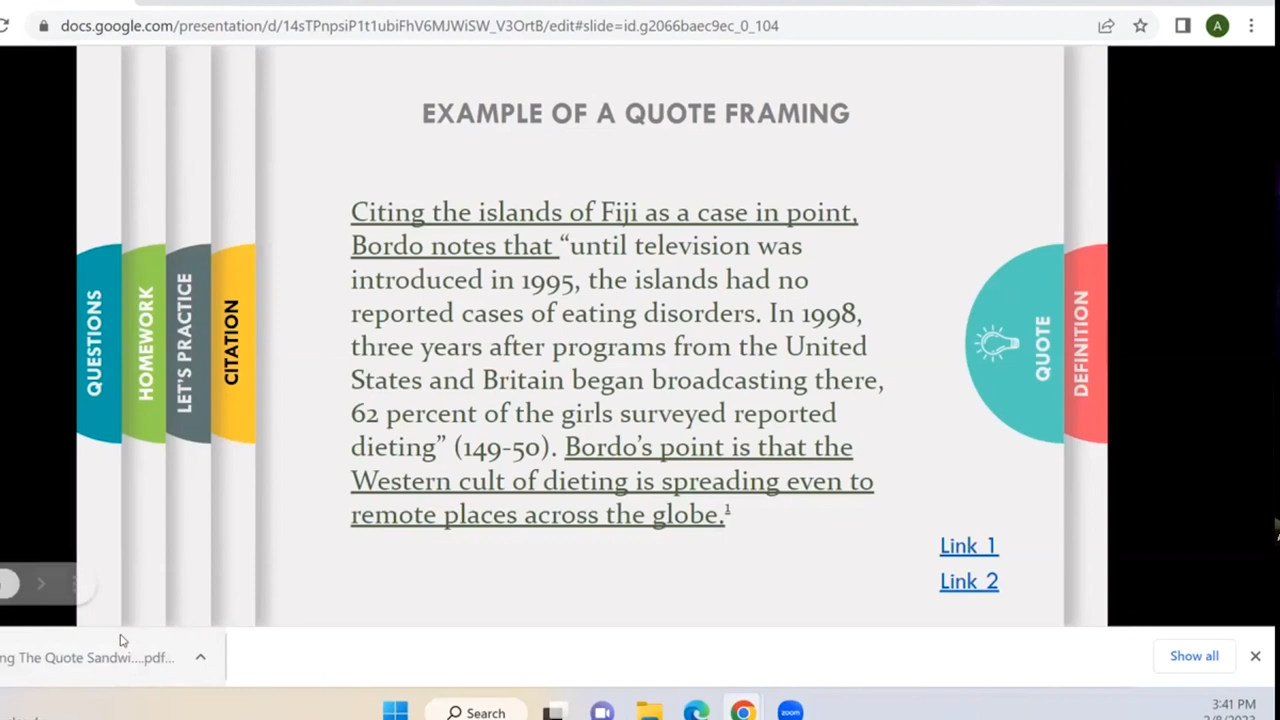 docs.google.com/presentation/d/14sTPnpsiP1t1ubiFhV6MJWiSW_V3OrtB/edit#slide=id.g2066baec9ec_0_104
A
EXAMPLE OF A QUOTE FRAMING
Citing the islands of Fiji as a case in point,
Bordo notes that “until television was
introduced in 1995, the islands had no
reported cases of eating disorders. In 1998,
three years after programs from the United
States and Britain began broadcasting there,
62 percent of the girls surveyed reported
dieting” (149-50). Bordo’s point is that the
Western cult of dieting is spreading even to
remote places across the globe.1
QUESTIONS
HOMEWORK
LET’S PRACTICE
CITATION
QUOTE
DEFINITION
Link 1
Link 2
ng The Quote Sandwi....pdf...
Show all
Search
zoom
3:41 PM
2/8/2023